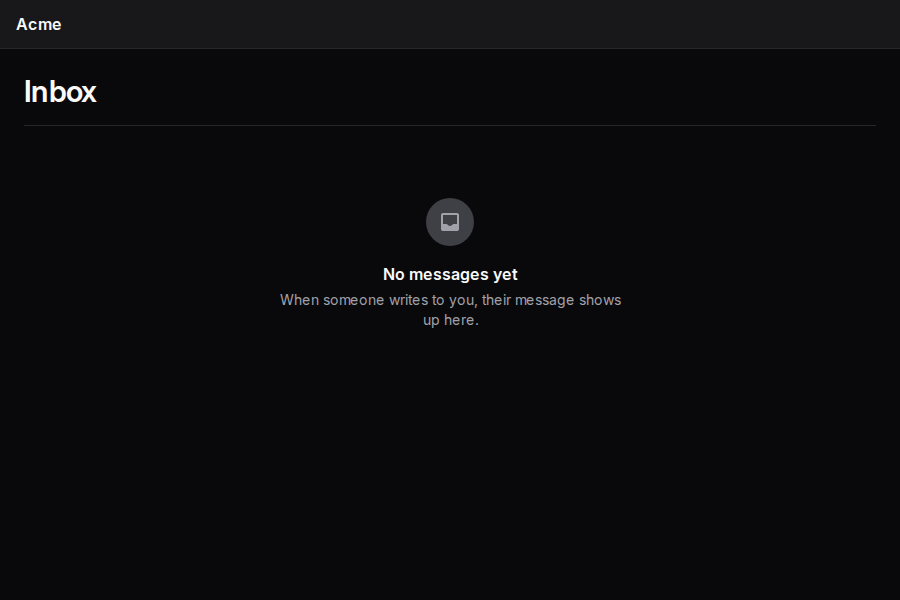 Acme
Inbox
No messages yet
When someone writes to you, their message shows
up here.